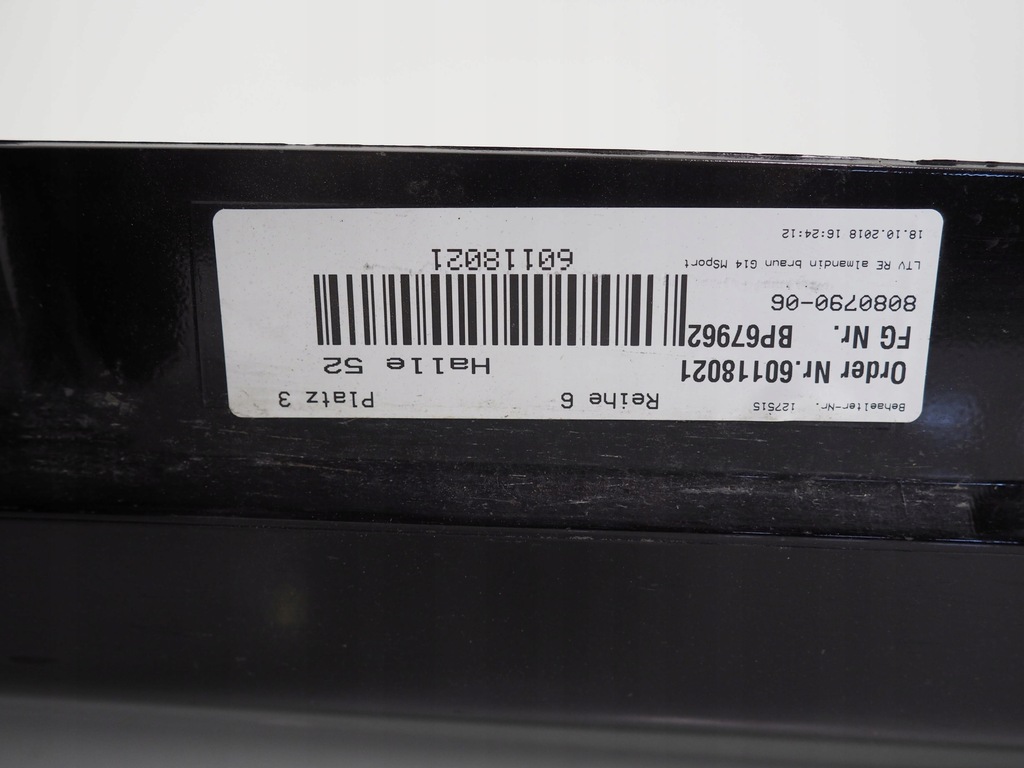 Behaelter-Nr. 127515 Reihe 6 Platz 3
Order Nr.60118021 Halle 52
FG Nr. BP67962
8080790-06
LTV RE almandin braun G14 MSport 60118021
18.10.2018 16:24:12